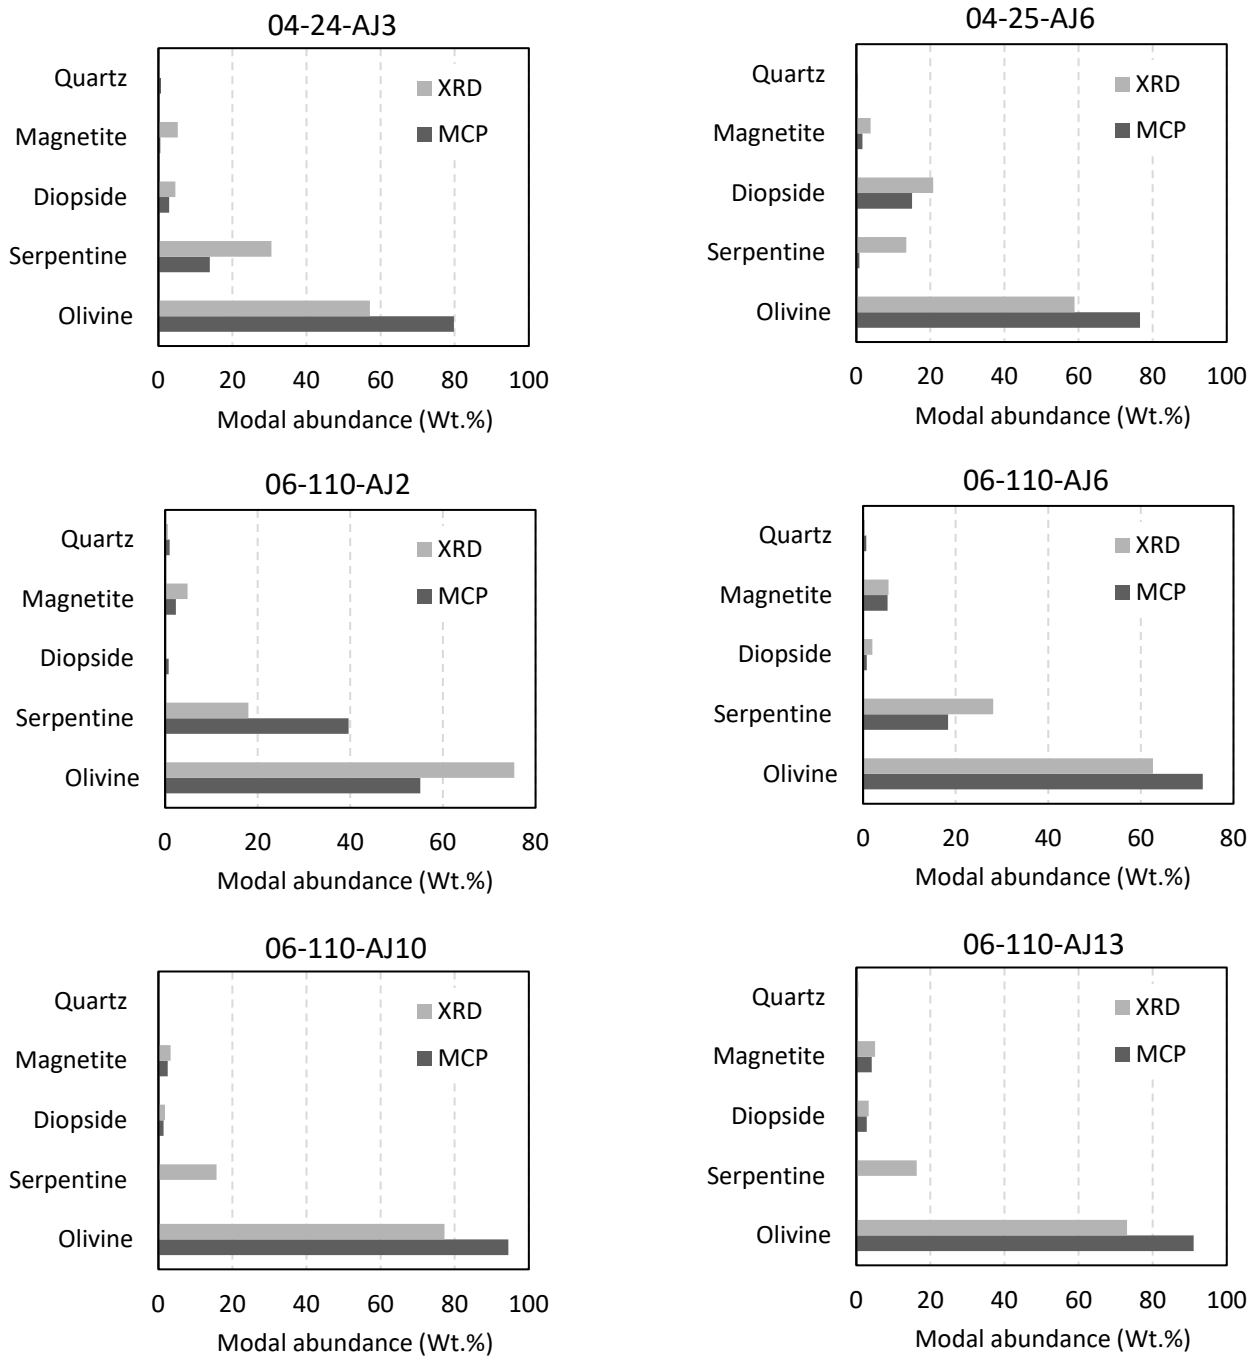 04-24-AJ3
Quartz
Magnetite
Diopside
Serpentine
Olivine
XRD
MCP
0 20 40 60 80 100
Modal abundance (Wt.%)
04-25-AJ6
Quartz
Magnetite
Diopside
Serpentine
Olivine
XRD
MCP
0 20 40 60 80 100
Modal abundance (Wt.%)
06-110-AJ2
Quartz
Magnetite
Diopside
Serpentine
Olivine
XRD
MCP
0 20 40 60 80
Modal abundance (Wt.%)
06-110-AJ6
Quartz
Magnetite
Diopside
Serpentine
Olivine
XRD
MCP
0 20 40 60 80
Modal abundance (Wt.%)
06-110-AJ10
Quartz
Magnetite
Diopside
Serpentine
Olivine
XRD
MCP
0 20 40 60 80 100
Modal abundance (Wt.%)
06-110-AJ13
Quartz
Magnetite
Diopside
Serpentine
Olivine
XRD
MCP
0 20 40 60 80 100
Modal abundance (Wt.%)